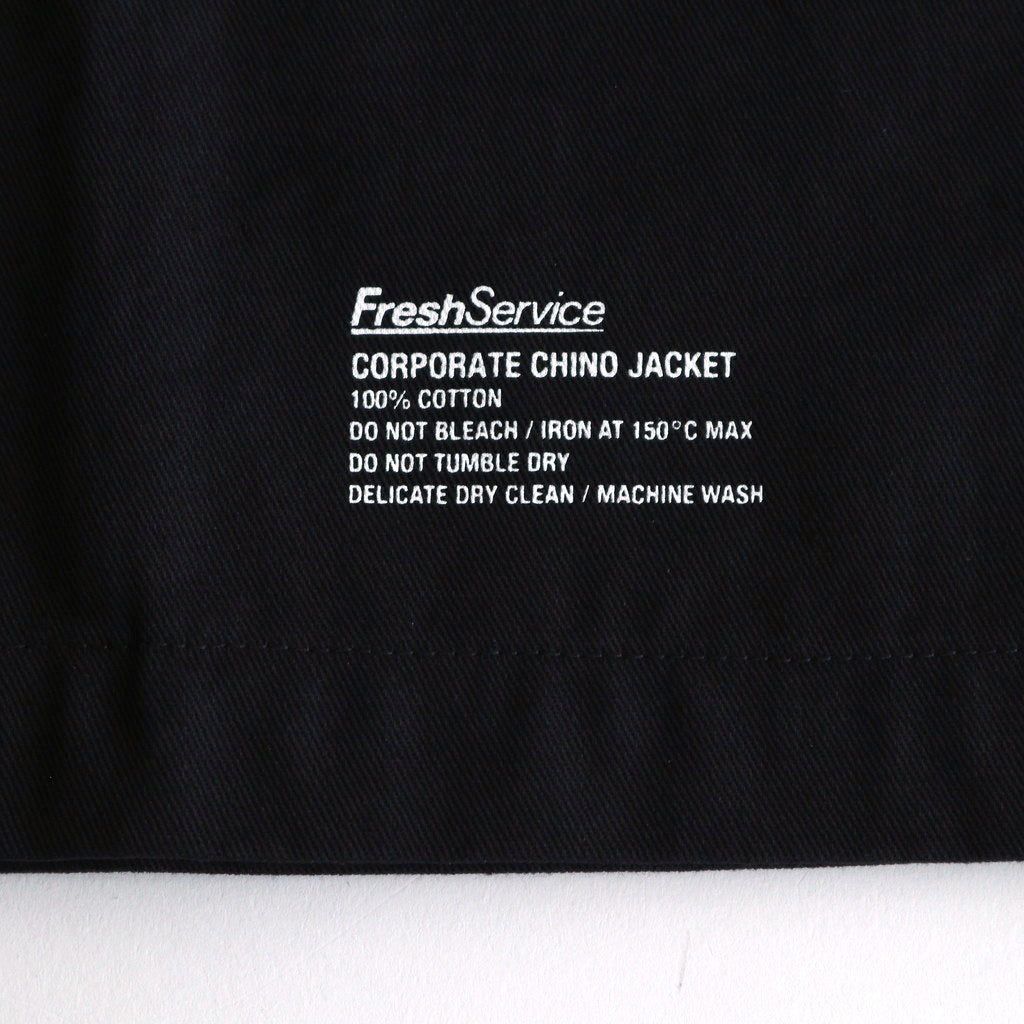 FreshService
CORPORATE CHINO JACKET
100% COTTON
DO NOT BLEACH / IRON AT 150°C MAX
DO NOT TUMBLE DRY
DELICATE DRY CLEAN / MACHINE WASH